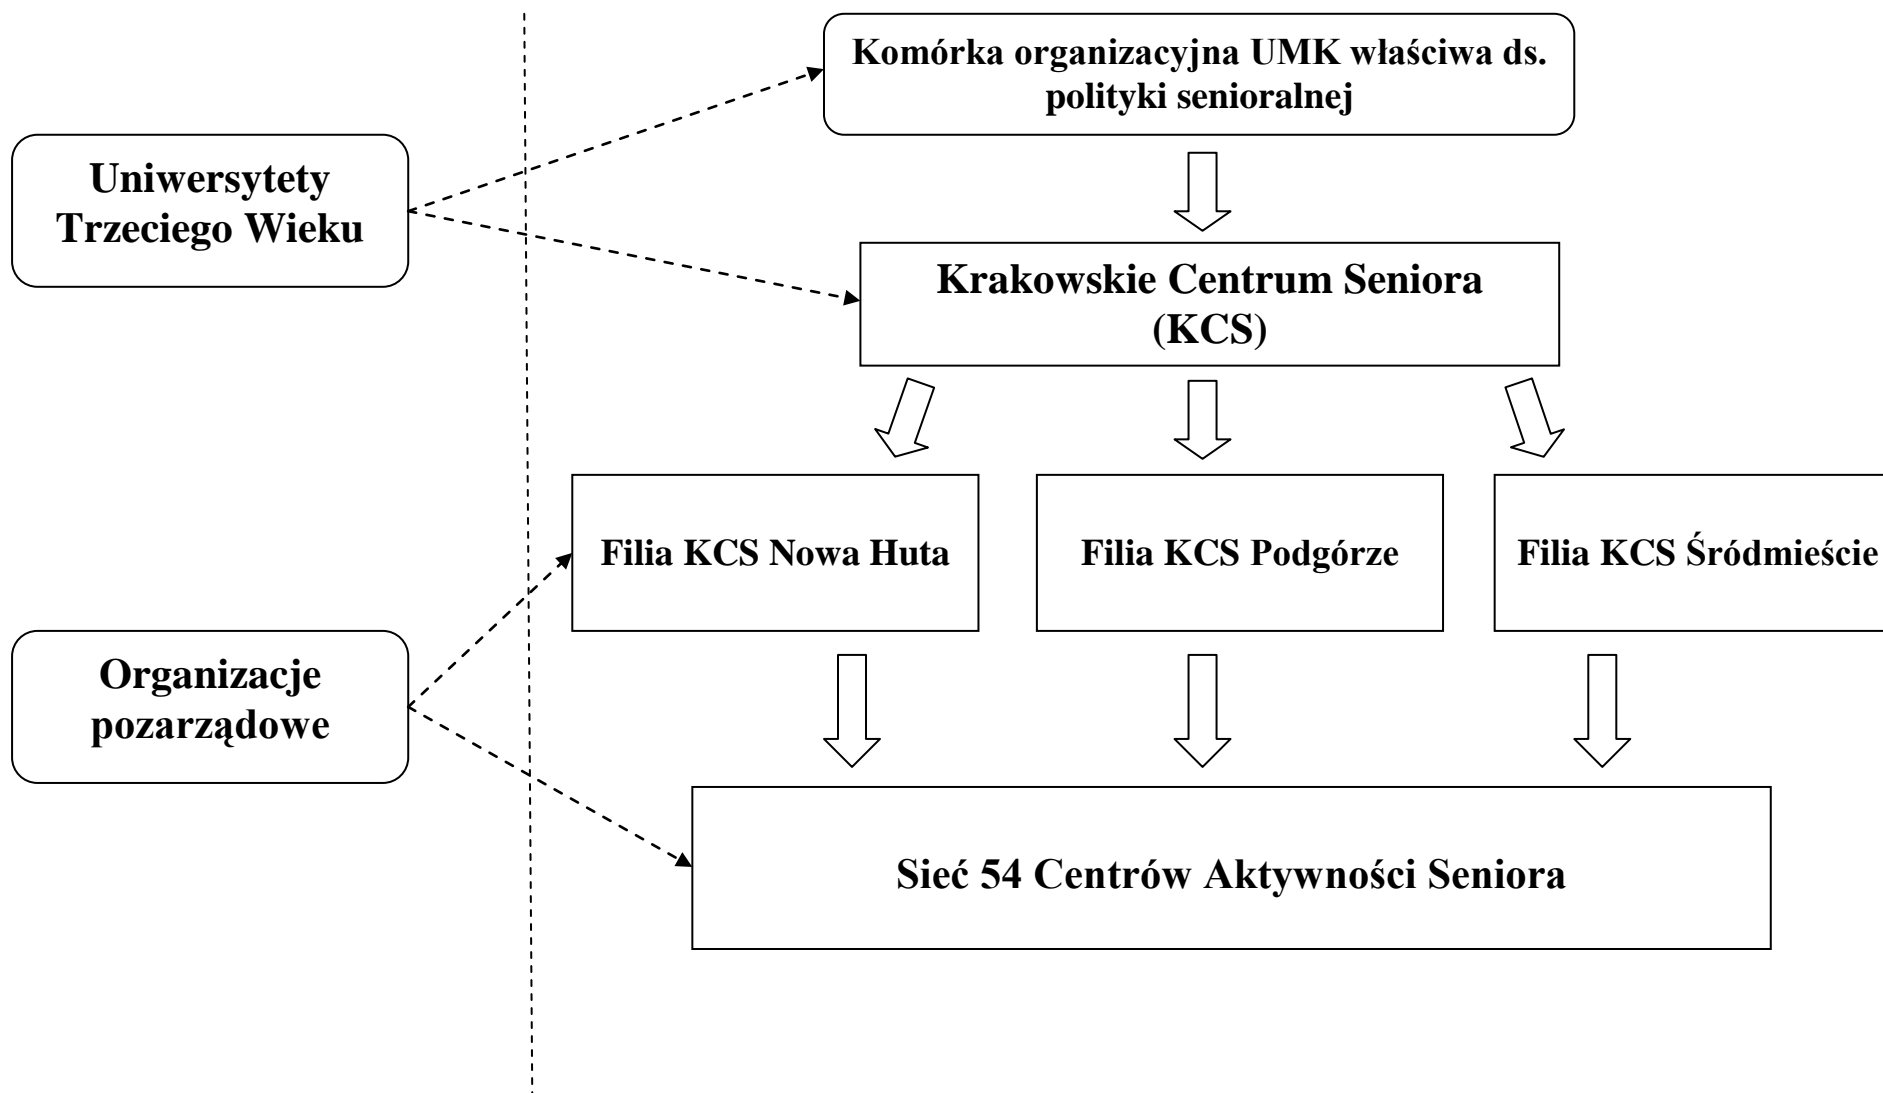 Komórka organizacyjna UMK właściwa ds.
polityki senioralnej
Uniwersytety
Trzeciego Wieku
Krakowskie Centrum Seniora
(KCS)
Filia KCS Nowa Huta
Filia KCS Podgórze
Filia KCS Śródmieście
Organizacje
pozarządowe
Sieć 54 Centrów Aktywności Seniora